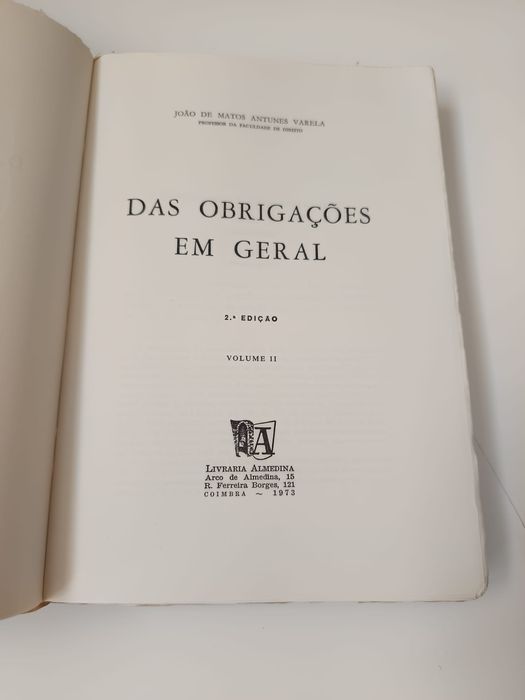 JOÃO DE MATOS ANTUNES VARELA
PROFESSOR DA FACULDADE DE DIREITO
DAS OBRIGAÇÕES
EM GERAL
2.ª EDIÇÃO
VOLUME II
A
LIVRARIA ALMEDINA
Arco de Almedina, 15
R. Ferreira Borges, 121
COIMBRA ~ 1973